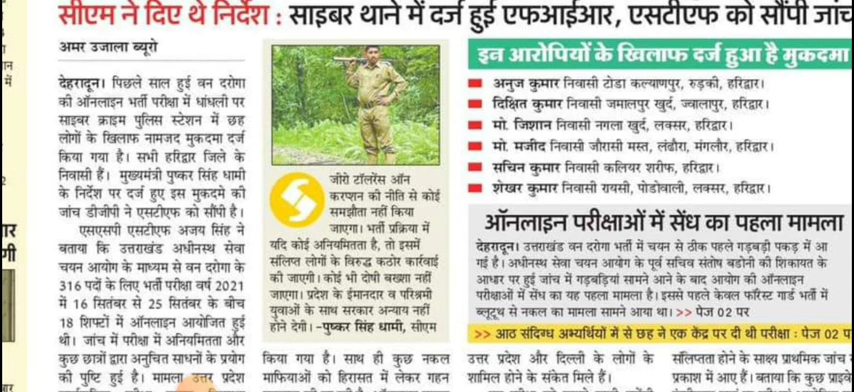 सीएम ने दिए थे निर्देश : साइबर थाने में दर्ज हुई एफआईआर, एसटीएफ को सौंपी जांच
अमर उजाला ब्यूरो
देहरादून। पिछले साल हुई वन दरोगा
की ऑनलाइन भर्ती परीक्षा में धांधली पर
साइबर क्राइम पुलिस स्टेशन में छह
लोगों के खिलाफ नामजद मुकदमा दर्ज
किया गया है। सभी हरिद्वार जिले के
निवासी हैं। मुख्यमंत्री पुष्कर सिंह धामी
के निर्देश पर दर्ज हुए इस मुकदमे की
जांच डीजीपी ने एसटीएफ को सौंपी है।
एसएसपी एसटीएफ अजय सिंह ने
बताया कि उत्तराखंड अधीनस्थ सेवा
चयन आयोग के माध्यम से वन दरोगा के
316 पदों के लिए भर्ती परीक्षा वर्ष 2021
में 16 सितंबर से 25 सितंबर के बीच
18 शिफ्टों में ऑनलाइन आयोजित हुई
थी। जांच में परीक्षा में अनियमितता और
कुछ छात्रों द्वारा अनुचित साधनों के प्रयोग
की पुष्टि हुई है। मामला उत्तर प्रदेश
जीरो टॉलरेंस ऑन
करप्शन की नीति से कोई
समझौता नहीं किया
जाएगा। भर्ती प्रक्रिया में
यदि कोई अनियमितता है, तो इसमें
संलिप्त लोगों के विरुद्ध कठोर कार्रवाई
की जाएगी। कोई भी दोषी बख्शा नहीं
जाएगा। प्रदेश के ईमानदार व परिश्रमी
युवाओं के साथ सरकार अन्याय नहीं
होने देगी। -पुष्कर सिंह धामी, सीएम
किया गया है। साथ ही कुछ नकल
माफियाओं को हिरासत में लेकर गहन
इन आरोपियों के खिलाफ दर्ज हुआ है मुकदमा
अनुज कुमार निवासी टोडा कल्याणपुर, रुड़की, हरिद्वार।
दिक्षित कुमार निवासी जमालपुर खुर्द, ज्वालापुर, हरिद्वार।
मो. जिशान निवासी नगला खुर्द, लक्सर, हरिद्वार।
मो. मजीद निवासी जौरासी मस्त, लंढौरा, मंगलौर, हरिद्वार।
सचिन कुमार निवासी कलियर शरीफ, हरिद्वार।
शेखर कुमार निवासी रायसी, पोडोवाली, लक्सर, हरिद्वार।
ऑनलाइन परीक्षाओं में सेंध का पहला मामला
देहरादून। उत्तराखंड वन दरोगा भर्ती में चयन से ठीक पहले गड़बड़ी पकड़ में आ
गई है। अधीनस्थ सेवा चयन आयोग के पूर्व सचिव संतोष बडोनी की शिकायत के
आधार पर हुई जांच में गड़बड़ियां सामने आने के बाद आयोग की ऑनलाइन
परीक्षाओं में सेंध का यह पहला मामला है। इससे पहले केवल फॉरेस्ट गार्ड भर्ती में
ब्लूटूथ से नकल का मामला सामने आया था। >> पेज 02 पर
>> आठ संदिग्ध अभ्यर्थियों में से छह ने एक केंद्र पर दी थी परीक्षा : पेज 02 प
उत्तर प्रदेश और दिल्ली के लोगों के
शामिल होने के संकेत मिले हैं।
संलिप्तता होने के साक्ष्य प्राथमिक जांच
प्रकाश में आए हैं। बताया कि कुछ